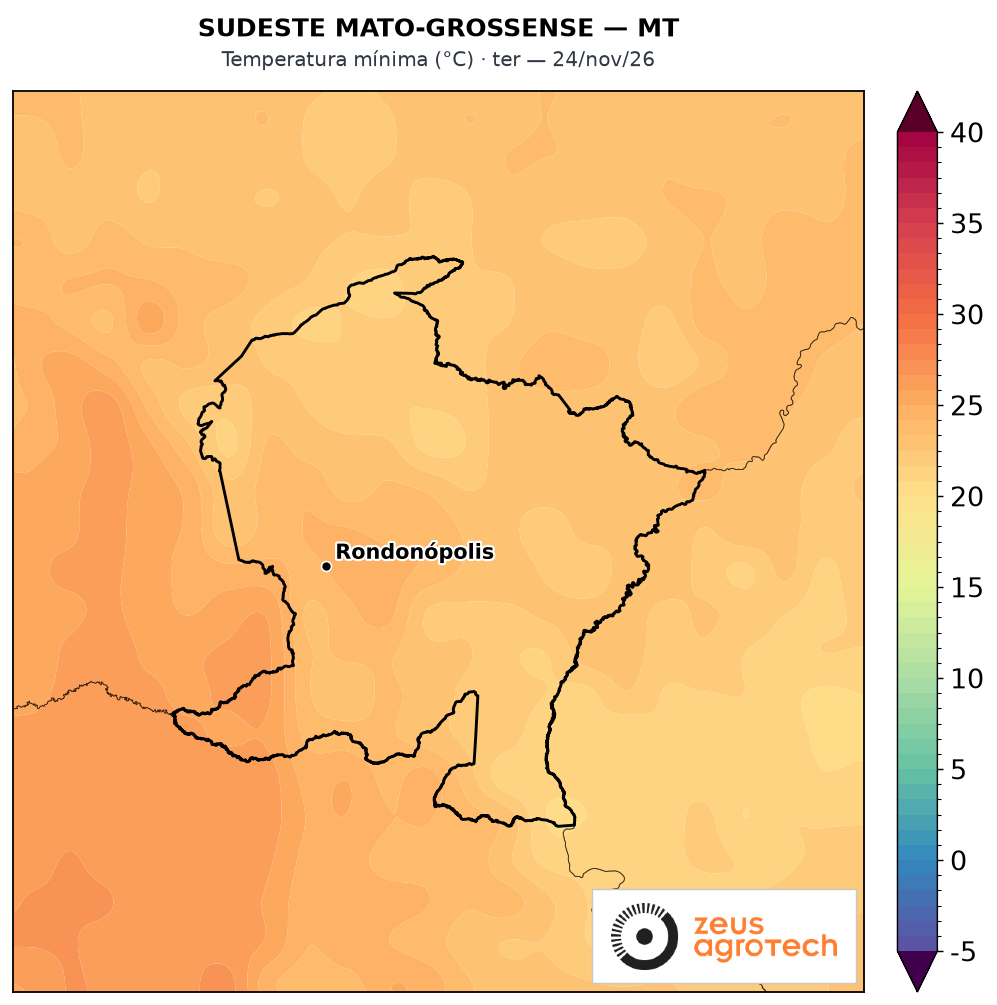 SUDESTE MATO-GROSSENSE — MT
Temperatura mínima (°C) · ter — 24/nov/26
40
35
30
25
20
15
10
5
0
-5
Rondonópolis
zeus
agrotech